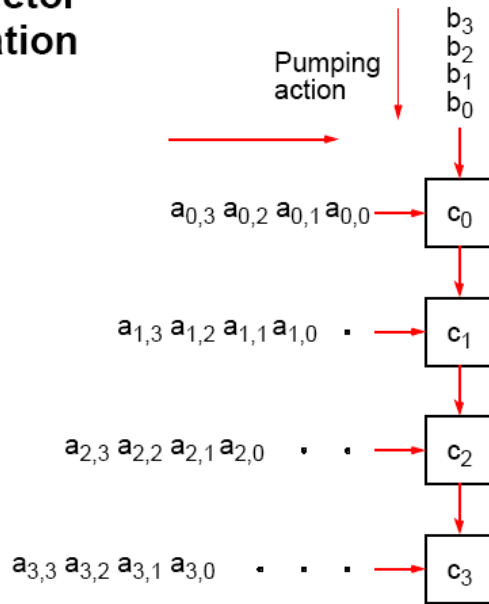 ctor
ation
Pumping
action
b3
b2
b1
b0
a0,3 a0,2 a0,1 a0,0
c0
a1,3 a1,2 a1,1 a1,0 .
c1
a2,3 a2,2 a2,1 a2,0 . .
c2
a3,3 a3,2 a3,1 a3,0 . . .
c3